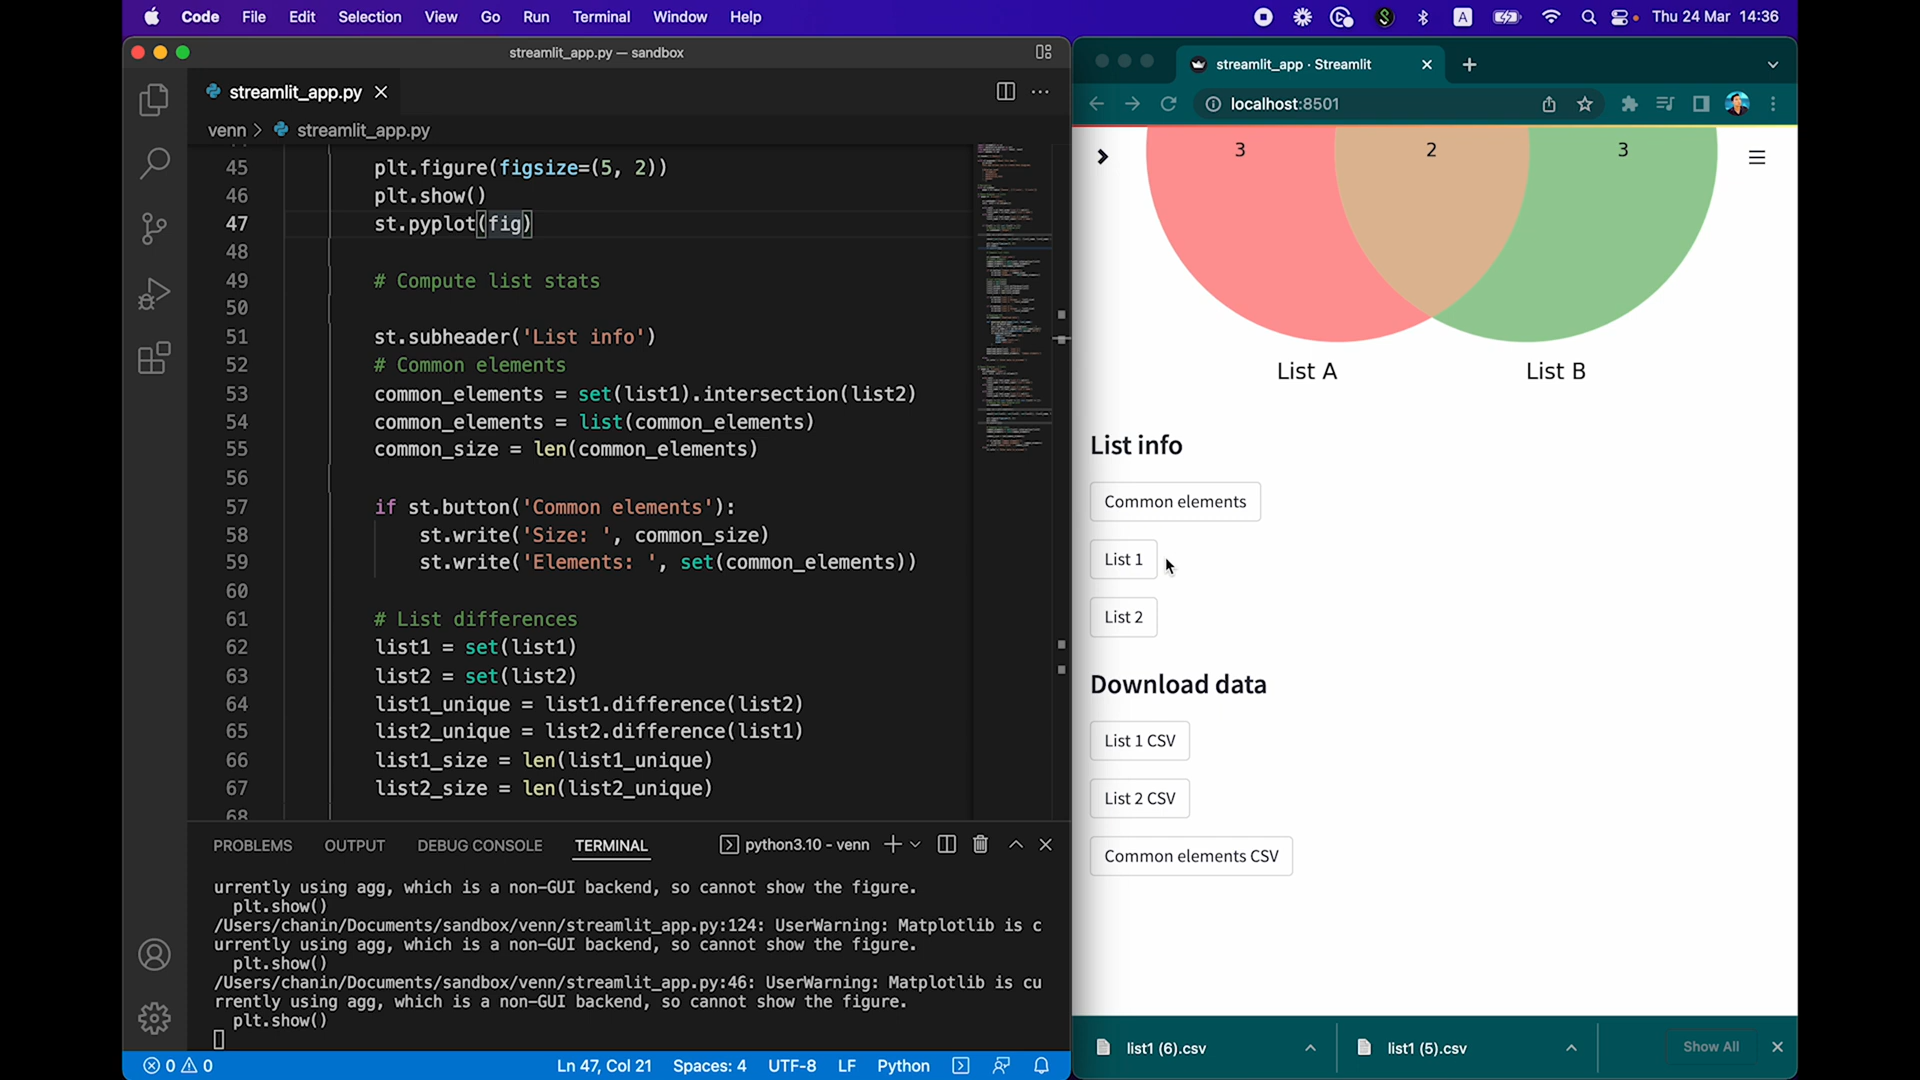 Code File Edit Selection View Go Run Terminal Window Help
A
Thu 24 Mar 14:36
streamlit_app.py — sandbox
streamlit_app.py
venn > streamlit_app.py
45 plt.figure(figsize=(5, 2))
46 plt.show()
47 st.pyplot(fig)
48
49 # Compute list stats
50
51 st.subheader('List info')
52 # Common elements
53 common_elements = set(list1).intersection(list2)
54 common_elements = list(common_elements)
55 common_size = len(common_elements)
56
57 if st.button('Common elements'):
58 st.write('Size: ', common_size)
59 st.write('Elements: ', set(common_elements))
60
61 # List differences
62 list1 = set(list1)
63 list2 = set(list2)
64 list1_unique = list1.difference(list2)
65 list2_unique = list2.difference(list1)
66 list1_size = len(list1_unique)
67 list2_size = len(list2_unique)
68
PROBLEMS OUTPUT DEBUG CONSOLE TERMINAL python3.10 - venn
urrently using agg, which is a non-GUI backend, so cannot show the figure.
plt.show()
/Users/chanin/Documents/sandbox/venn/streamlit_app.py:124: UserWarning: Matplotlib is c
urrently using agg, which is a non-GUI backend, so cannot show the figure.
plt.show()
/Users/chanin/Documents/sandbox/venn/streamlit_app.py:46: UserWarning: Matplotlib is cu
rrently using agg, which is a non-GUI backend, so cannot show the figure.
plt.show()
0 0 Ln 47, Col 21 Spaces: 4 UTF-8 LF Python
streamlit_app · Streamlit
localhost:8501
3 2 3
List A List B
List info
Common elements
List 1
List 2
Download data
List 1 CSV
List 2 CSV
Common elements CSV
list1 (6).csv list1 (5).csv Show All